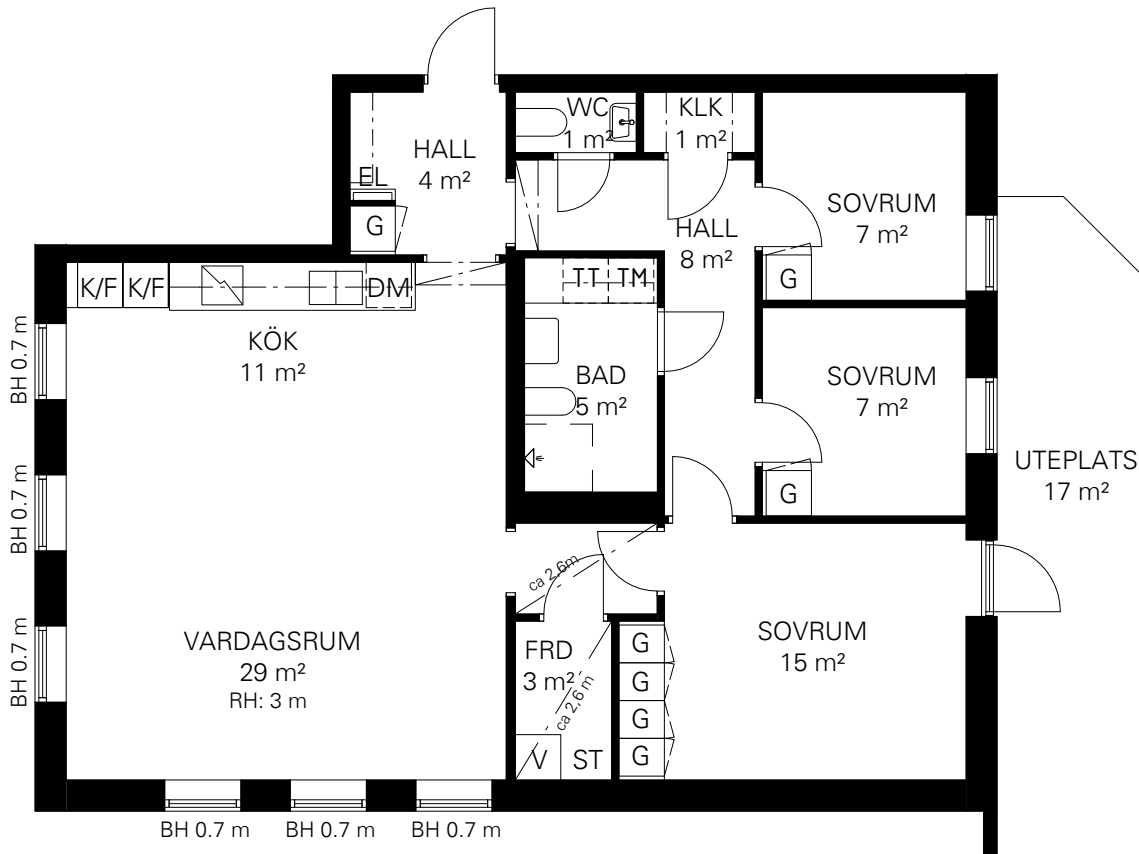 WC
1 m²
KLK
1 m²
HALL
4 m²
EL
G
SOVRUM
7 m²
HALL
8 m²
G
K/F
K/F
DM
TT
TM
KÖK
11 m²
BAD
5 m²
SOVRUM
7 m²
G
UTEPLATS
17 m²
BH 0.7 m
BH 0.7 m
BH 0.7 m
ca 2,6m
VARDAGSRUM
29 m²
RH: 3 m
FRD
3 m²
ca 2,6 m
V
ST
G
G
G
G
SOVRUM
15 m²
BH 0.7 m
BH 0.7 m
BH 0.7 m